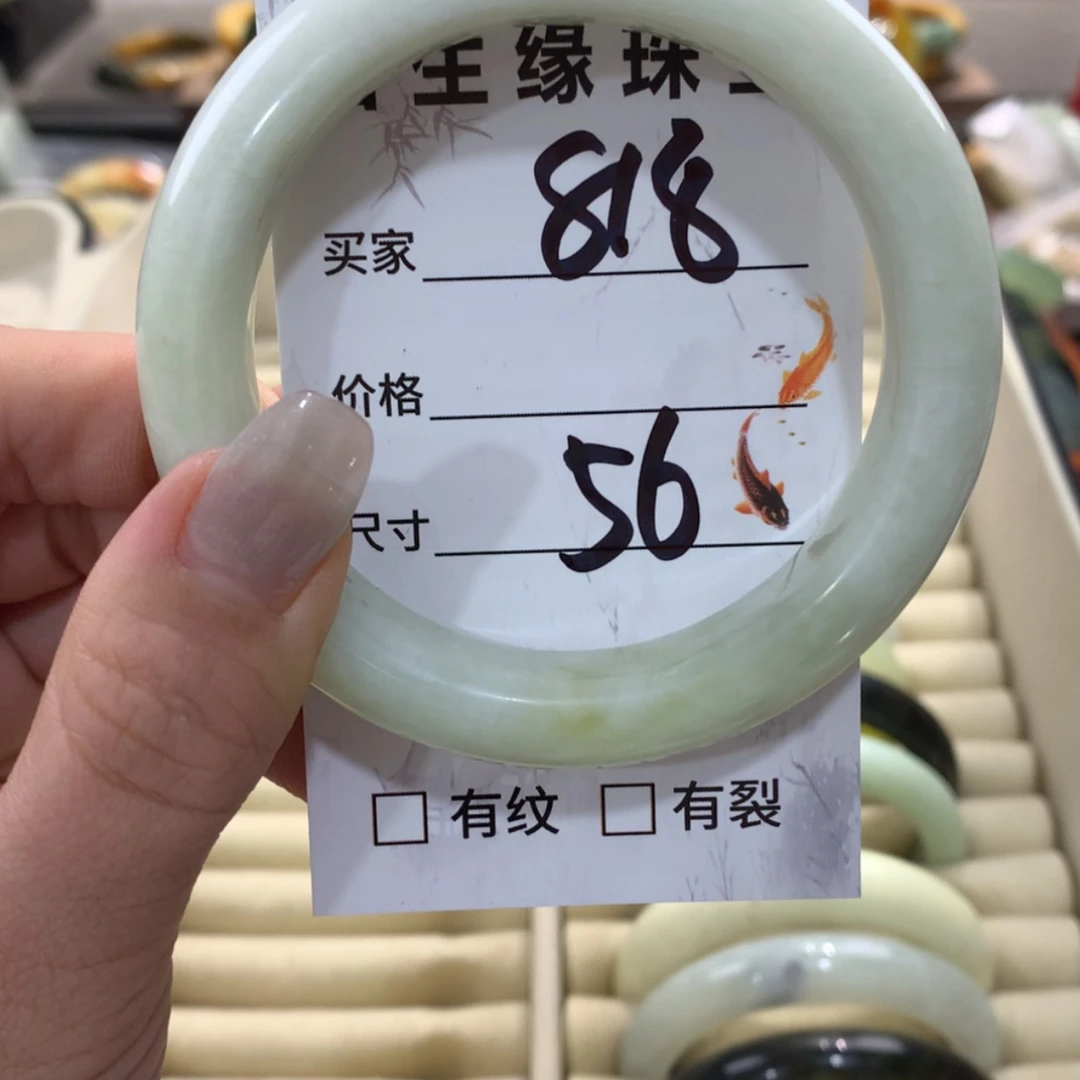 生缘珠
买家 818
价格
尺寸 56
有纹 有裂